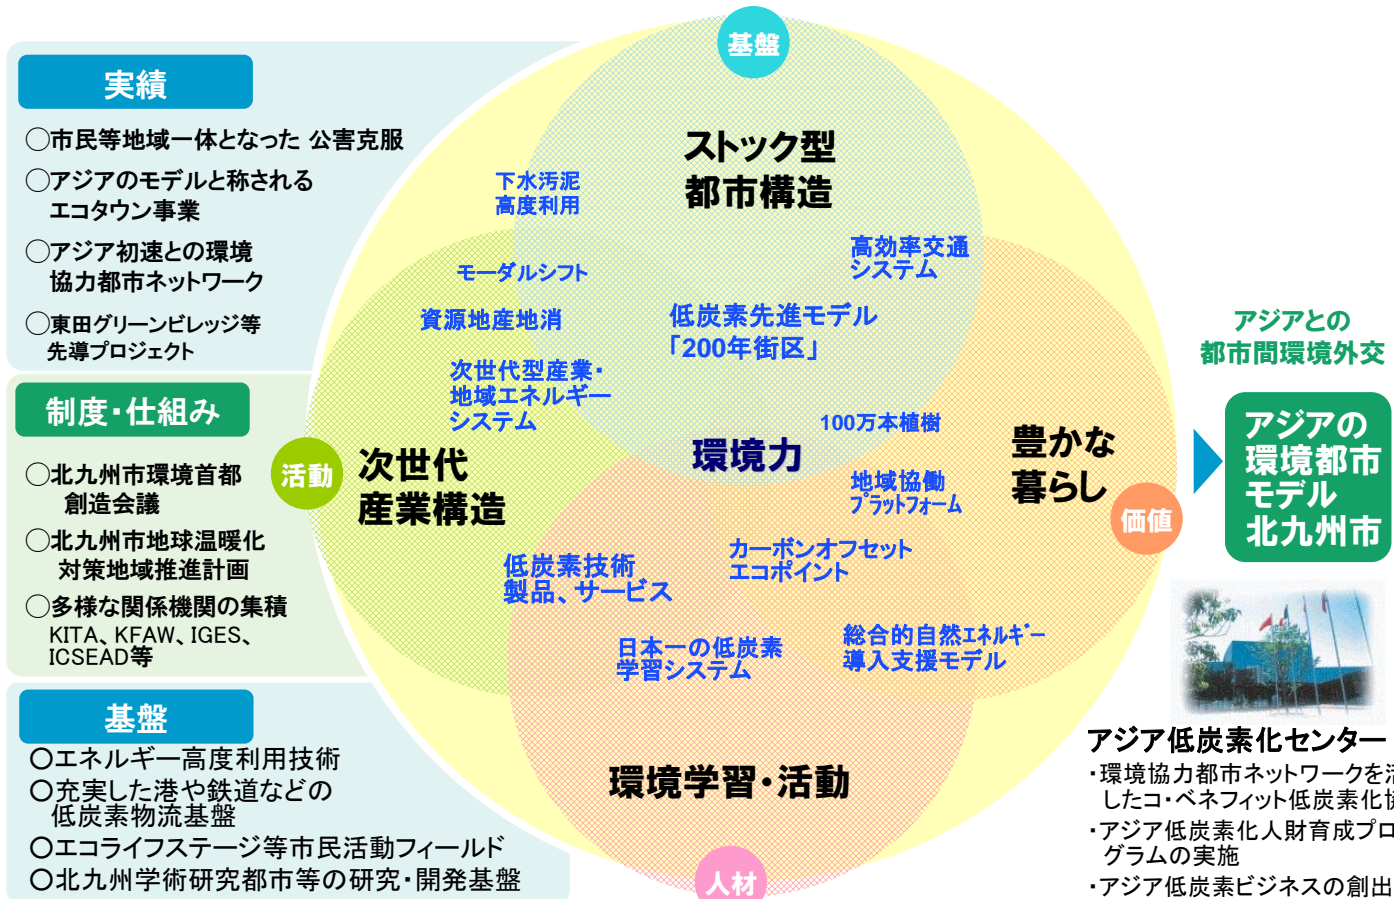 実績
○市民等地域一体となった 公害克服
○アジアのモデルと称される
エコタウン事業
○アジア初速との環境
協力都市ネットワーク
○東田グリーンビレッジ等
先導プロジェクト
制度・仕組み
○北九州市環境首都
創造会議
○北九州市地球温暖化
対策地域推進計画
○多様な関係機関の集積
KITA、KFAW、IGES、
ICSEAD等
基盤
○エネルギー高度利用技術
○充実した港や鉄道などの
低炭素物流基盤
○エコライフステージ等市民活動フィールド
○北九州学術研究都市等の研究・開発基盤
基盤
ストック型
都市構造
下水汚泥
高度利用
高効率交通
システム
モーダルシフト
資源地産地消
低炭素先進モデル
「200年街区」
次世代型産業・
地域エネルギー
システム
100万本植樹
活動
次世代
産業構造
環境力
豊かな
暮らし
価値
地域協働
プラットフォーム
カーボンオフセット
エコポイント
低炭素技術
製品、サービス
日本一の低炭素
学習システム
総合的自然エネルギー
導入支援モデル
環境学習・活動
人材
アジアとの
都市間環境外交
アジアの
環境都市
モデル
北九州市
アジア低炭素化センター
・環境協力都市ネットワークを
したコ・ベネフィット低炭素化
・アジア低炭素化人財育成プロ
グラムの実施
・アジア低炭素ビジネスの創出